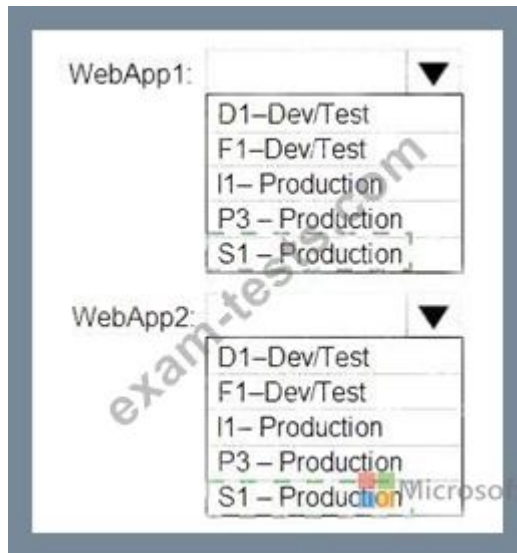 WebApp1:
D1–Dev/Test
F1–Dev/Test
I1– Production
P3 – Production
S1 – Production
WebApp2:
D1–Dev/Test
F1–Dev/Test
I1– Production
P3 – Production
S1 – Production
Microsof
exam-tests.com